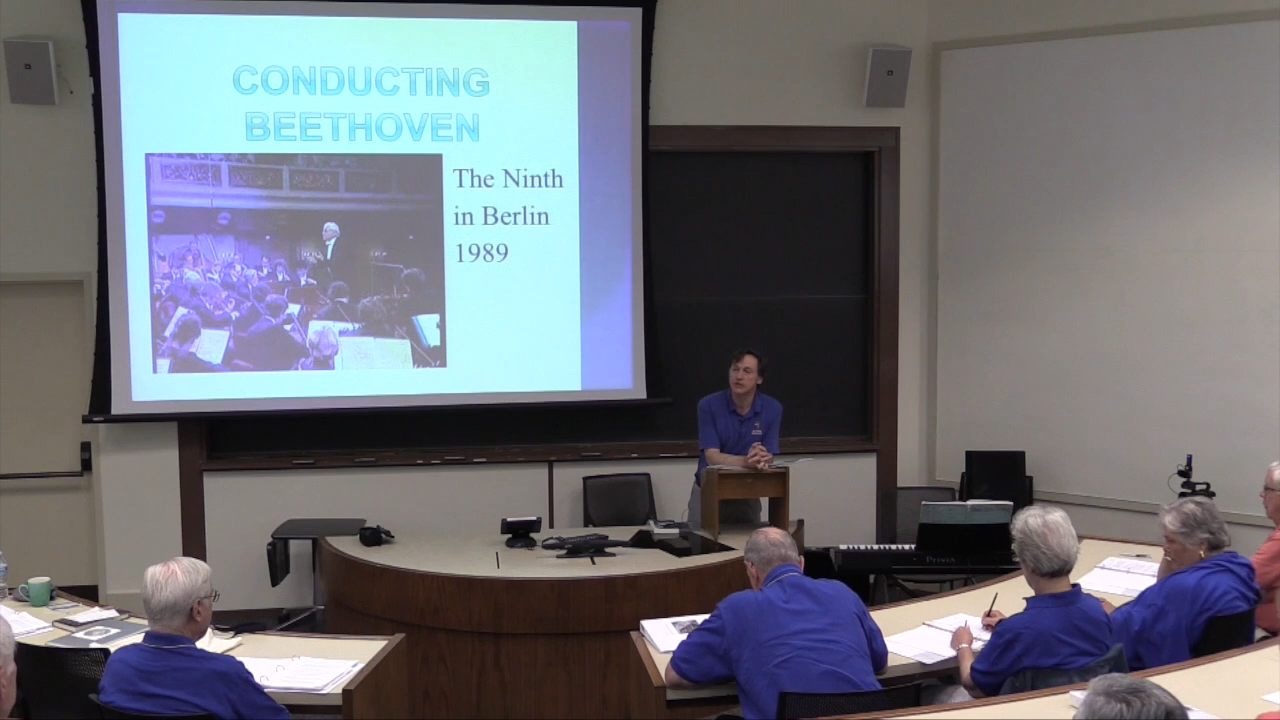 CONDUCTING
BEETHOVEN
The Ninth
in Berlin
1989